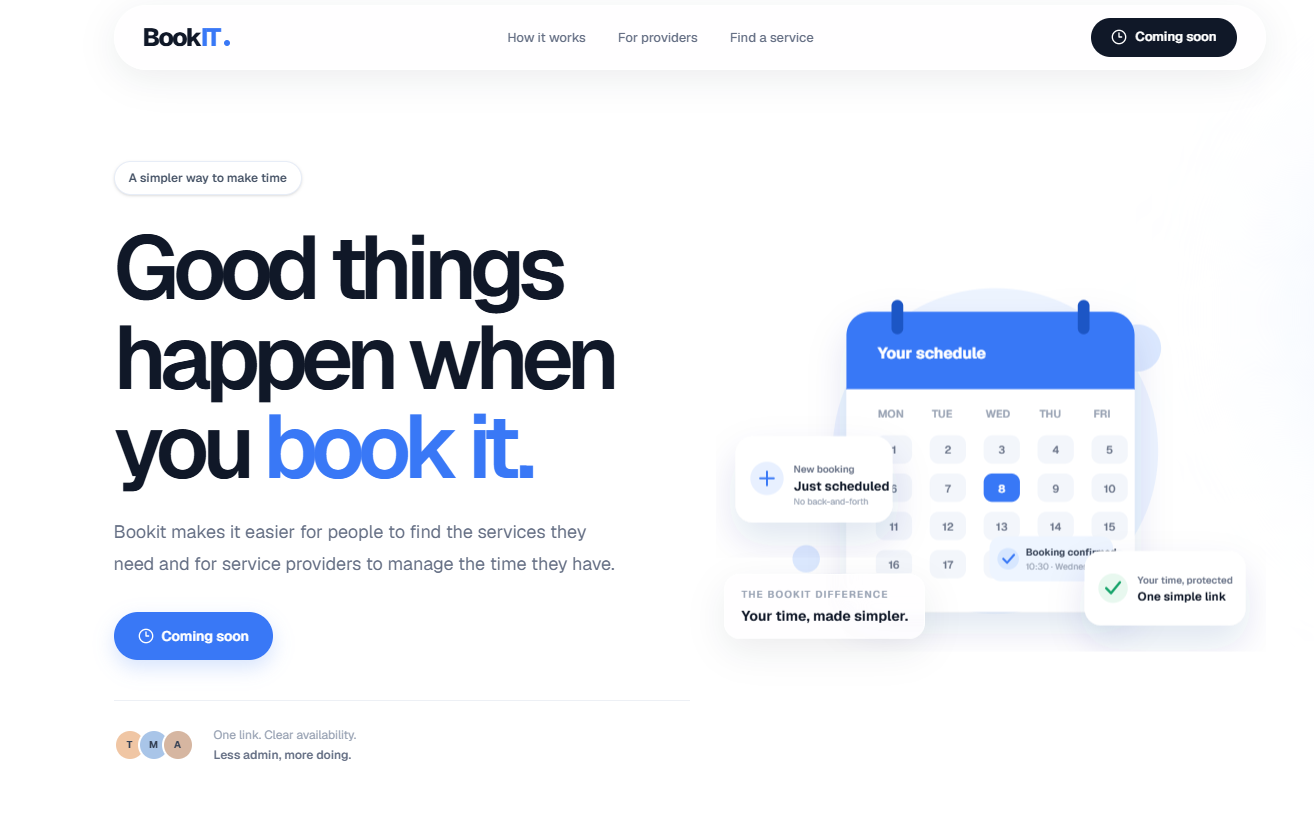 BookIT.
How it works
For providers
Find a service
Coming soon
A simpler way to make time
Good things
happen when
you book it.
Bookit makes it easier for people to find the services they
need and for service providers to manage the time they have.
Coming soon
T M A
One link. Clear availability.
Less admin, more doing.
Your schedule
MON TUE WED THU FRI
1 2 3 4 5
7 8 9 10
11 12 13 14 15
16 17
New booking
Just scheduled
No back-and-forth
Booking confirmed
10:30 ·
Your time, protected
One simple link
THE BOOKIT DIFFERENCE
Your time, made simpler.